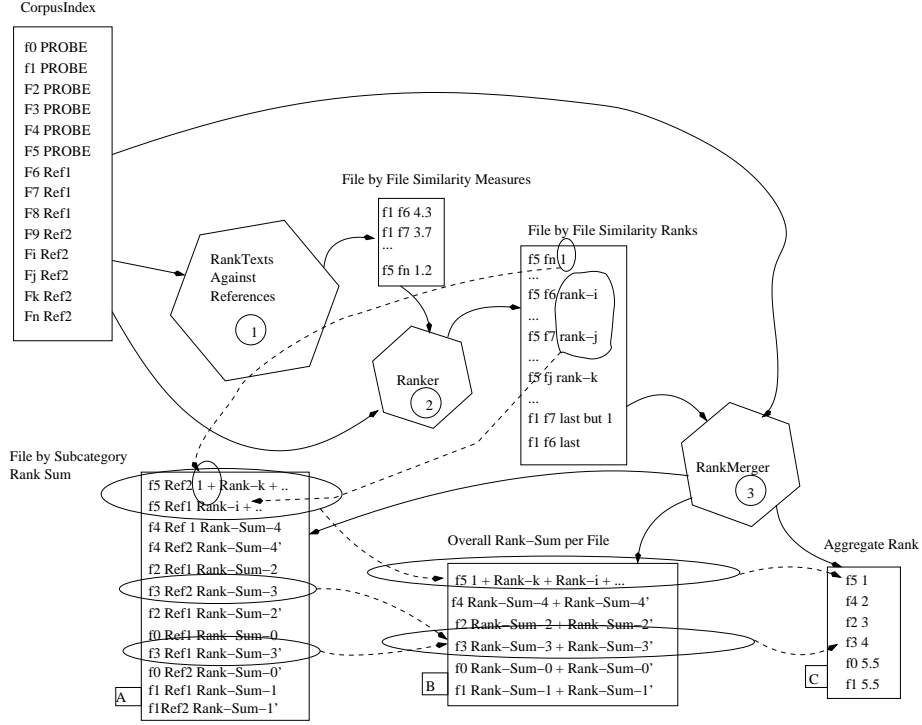 CorpusIndex
f0 PROBE
f1 PROBE
F2 PROBE
F3 PROBE
F4 PROBE
F5 PROBE
F6 Ref1
F7 Ref1
F8 Ref1
F9 Ref2
Fi Ref2
Fj Ref2
Fk Ref2
Fn Ref2
RankTexts
Against
References
1
File by File Similarity Measures
f1 f6 4.3
f1 f7 3.7
...
f5 fn 1.2
Ranker
2
File by File Similarity Ranks
f5 fn 1
...
f5 f6 rank−i
...
f5 f7 rank−j
...
f5 fj rank−k
...
f1 f7 last but 1
f1 f6 last
RankMerger
3
File by Subcategory
Rank Sum
f5 Ref2 1 + Rank−k + ..
f5 Ref1 Rank−i + ..
f4 Ref 1 Rank−Sum−4
f4 Ref2 Rank−Sum−4’
f2 Ref1 Rank−Sum−2
f3 Ref2 Rank−Sum−3
f2 Ref1 Rank−Sum−2’
f0 Ref1 Rank−Sum−0
f3 Ref1 Rank−Sum−3’
f0 Ref2 Rank−Sum−0’
f1 Ref1 Rank−Sum−1
f1Ref2 Rank−Sum−1’
A
Overall Rank−Sum per File
f5 1 + Rank−k + Rank−i + ...
f4 Rank−Sum−4 + Rank−Sum−4’
f2 Rank−Sum−2 + Rank−Sum−2’
f3 Rank−Sum−3 + Rank−Sum−3’
f0 Rank−Sum−0 + Rank−Sum−0’
f1 Rank−Sum−1 + Rank−Sum−1’
B
Aggregate Rank
f5 1
f4 2
f2 3
f3 4
f0 5.5
f1 5.5
C